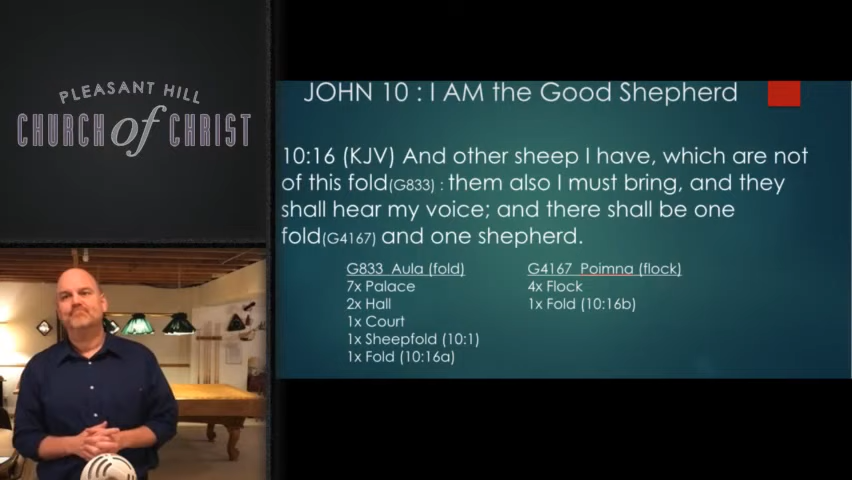 PLEASANT HILL
CHURCH of CHRIST
JOHN 10 : I AM the Good Shepherd
10:16 (KJV) And other sheep I have, which are not
of this fold(G833) : them also I must bring, and they
shall hear my voice; and there shall be one
fold(G4167) and one shepherd.
G833 Aula (fold)
7x Palace
2x Hall
1x Court
1x Sheepfold (10:1)
1x Fold (10:16a)
G4167 Poimna (flock)
4x Flock
1x Fold (10:16b)